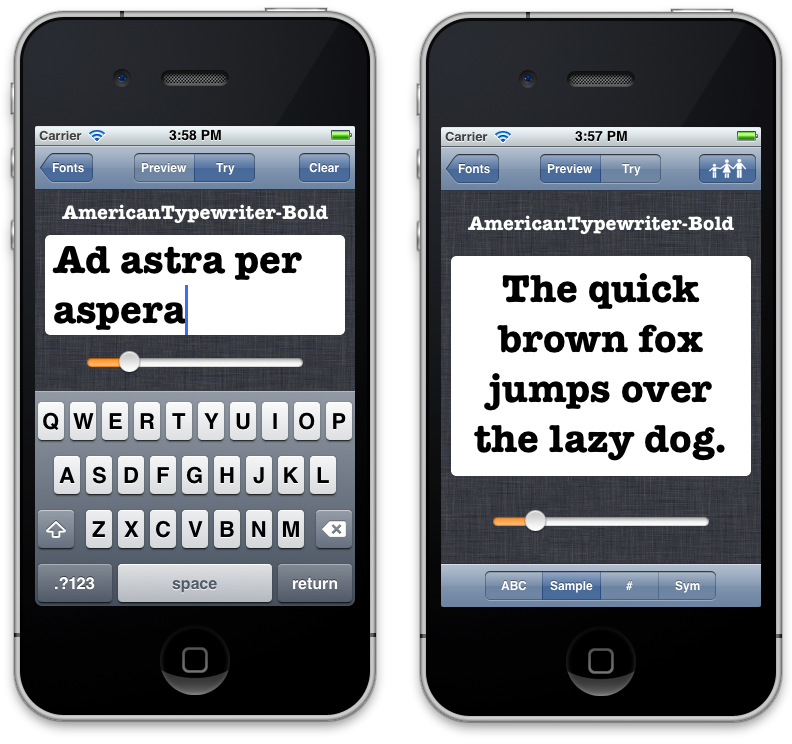 Carrier 3:58 PM
Fonts Preview Try Clear
AmericanTypewriter-Bold
Ad astra per
aspera
Q W E R T Y U I O P
A S D F G H J K L
Z X C V B N M
.?123 space return
Carrier 3:57 PM
Fonts Preview Try
AmericanTypewriter-Bold
The quick
brown fox
jumps over
the lazy dog.
ABC Sample # Sym